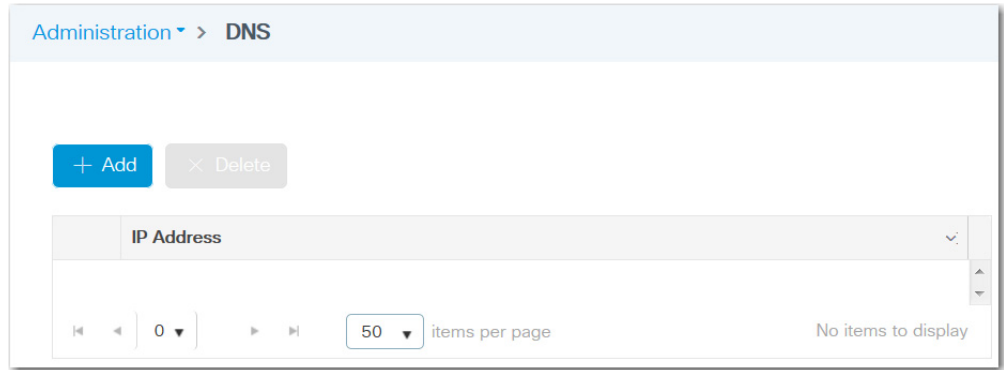 Administration > DNS
+ Add × Delete
IP Address
0 50 items per page No items to display